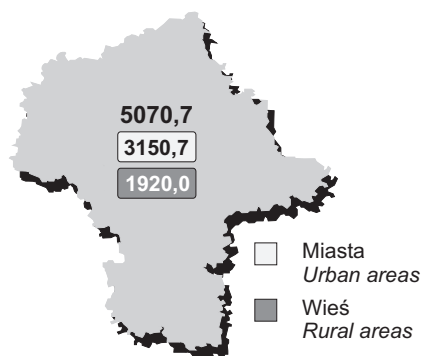 5070,7
3150,7
1920,0
Miasta
Urban areas
Wieś
Rural areas